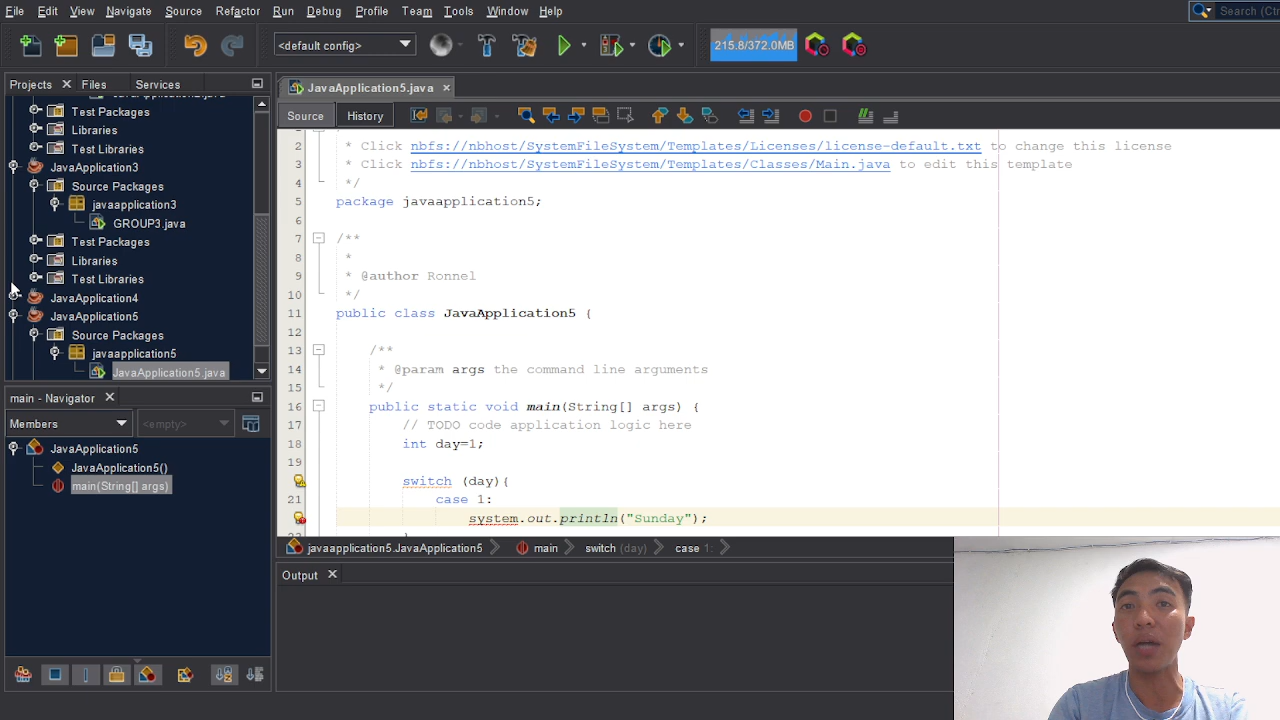 File Edit View Navigate Source Refactor Run Debug Profile Team Tools Window Help
Search (Ctr
<default config>
215.8/372.0MB
Projects Files Services
JavaApplication5.java
Source History
Test Packages
Libraries
Test Libraries
JavaApplication3
Source Packages
javaapplication3
GROUP3.java
Test Packages
Libraries
Test Libraries
JavaApplication4
JavaApplication5
Source Packages
javaapplication5
JavaApplication5.java
2 * Click nbfs://nbhost/SystemFileSystem/Templates/Licenses/license-default.txt to change this license
3 * Click nbfs://nbhost/SystemFileSystem/Templates/Classes/Main.java to edit this template
4 */
5 package javaapplication5;
6
7 /**
8 *
9 * @author Ronnel
10 */
11 public class JavaApplication5 {
12
13 /**
14 * @param args the command line arguments
15 */
16 public static void main(String[] args) {
17 // TODO code application logic here
18 int day=1;
19
switch (day){
21 case 1:
system.out.println("Sunday");
javaapplication5.JavaApplication5 main switch (day) case 1:
main - Navigator
Members <empty>
JavaApplication5
JavaApplication5()
main(String[] args)
Output